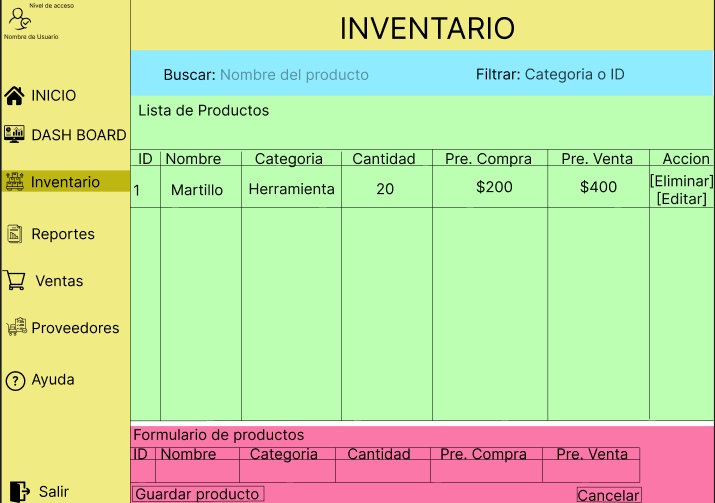 Nivel de acceso
Nombre de Usuario
INICIO
DASH BOARD
Inventario
Reportes
Ventas
Proveedores
Ayuda
Salir
INVENTARIO
Buscar: Nombre del producto
Filtrar: Categoria o ID
Lista de Productos
ID Nombre Categoria Cantidad Pre. Compra Pre. Venta Accion
1 Martillo Herramienta 20 $200 $400 [Eliminar]
[Editar]
Formulario de productos
ID Nombre Categoria Cantidad Pre. Compra Pre. Venta
Guardar producto
Cancelar